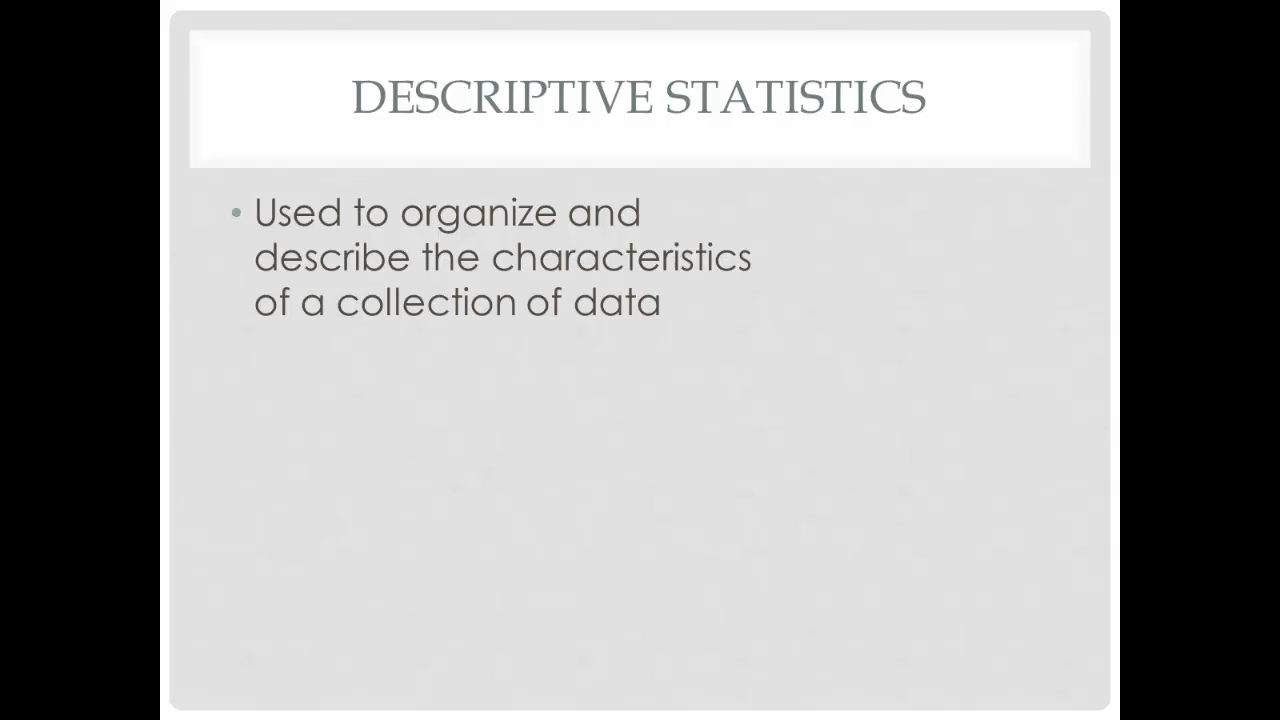 DESCRIPTIVE STATISTICS
• Used to organize and
describe the characteristics
of a collection of data